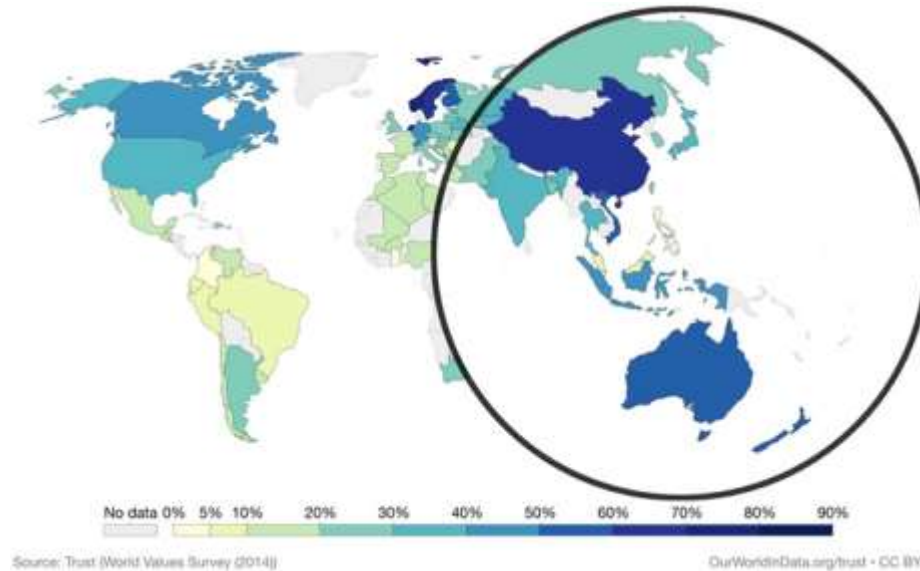 No data 0% 5% 10% 20% 30% 40% 50% 60% 70% 80% 90%
Source: Trust (World Values Survey (2014))
OurWorldInData.org/trust • CC BY